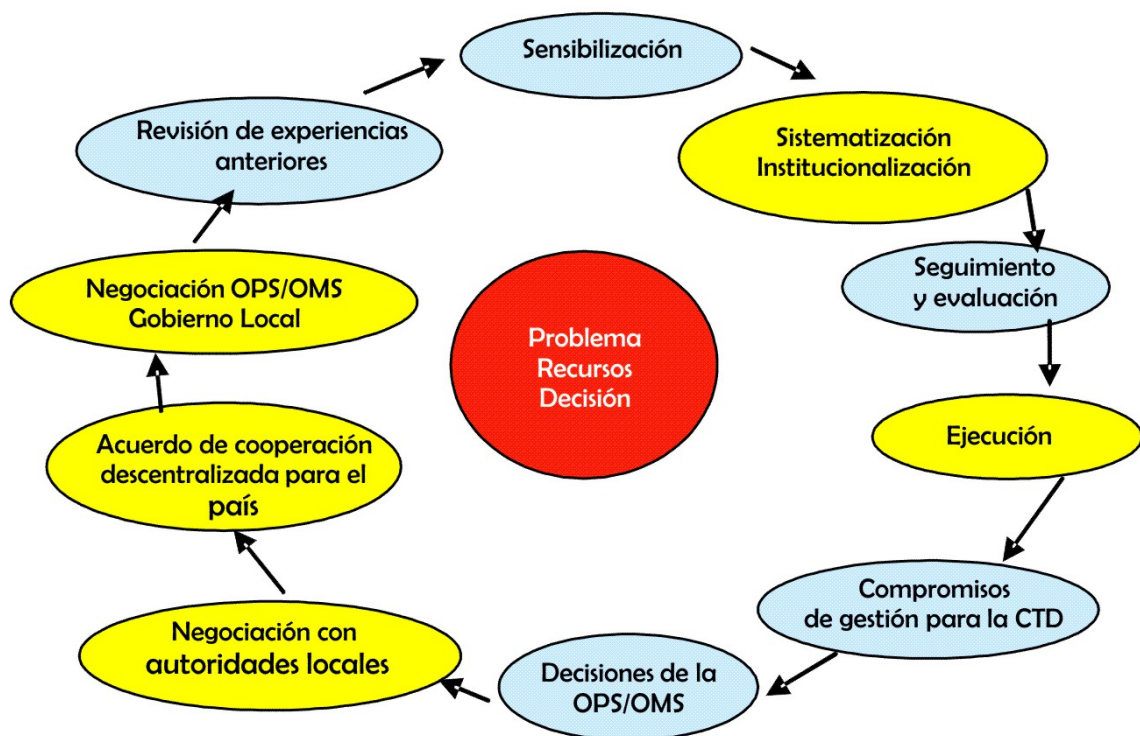 Sensibilización
Sistematización
Institucionalización
Seguimiento
y evaluación
Ejecución
Compromisos
de gestión para la CTD
Decisiones de la
OPS/OMS
Negociación con
autoridades locales
Acuerdo de cooperación
descentralizada para el
país
Negociación OPS/OMS
Gobierno Local
Revisión de experiencias
anteriores
Problema
Recursos
Decisión